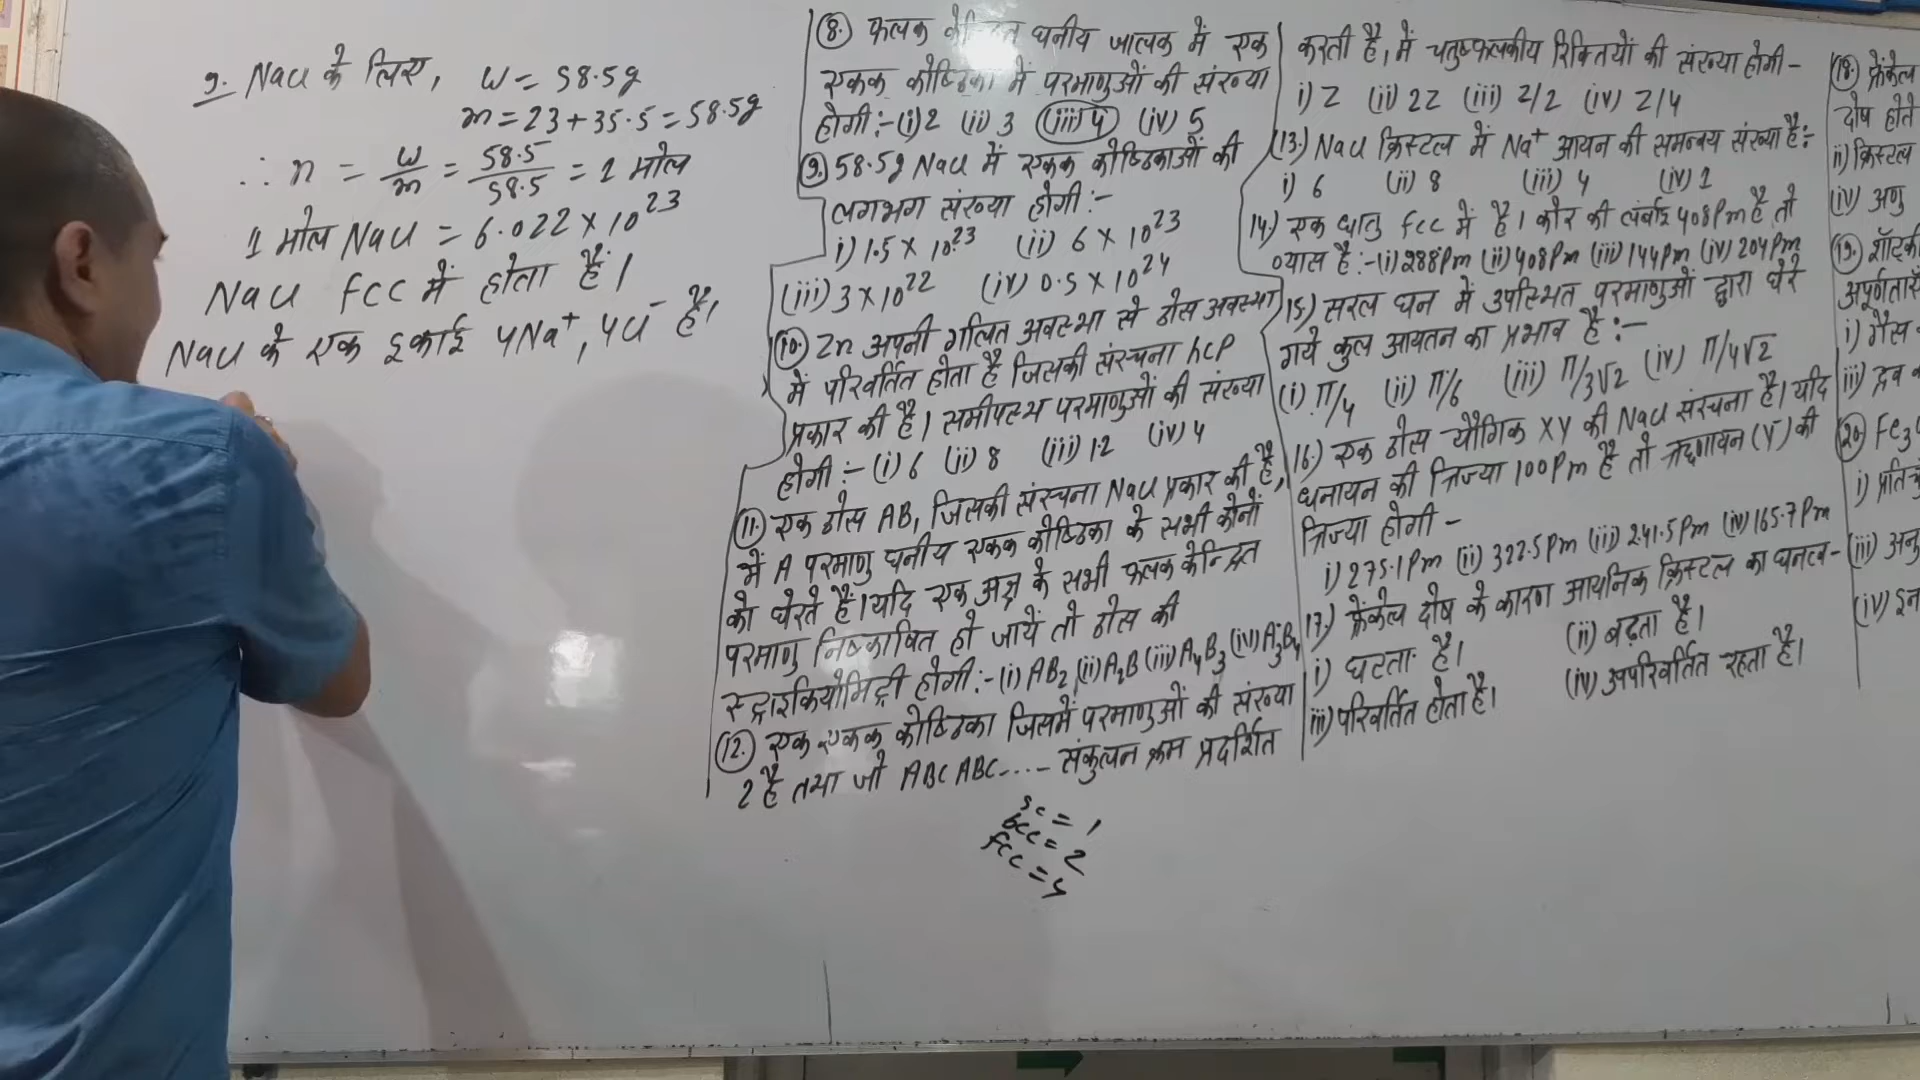 9. NaCl के लिए, w = 58.5g
m = 23 + 35.5 = 58.5g
∴ n = w/m = 58.5/58.5 = 1 मोल
1 मोल NaCl = 6.022 × 10²³
NaCl fcc में होता है।
NaCl के एक इकाई 4Na⁺, 4Cl⁻ है।
(8.) फलक घनीय जालक में एक
एकक कोष्ठिका में परमाणुओं की संख्या
होगी :- (i) 2 (ii) 3 (iii) 4 (iv) 5
(9.) 58.5g NaCl में एकक कोष्ठिकाओं की
लगभग संख्या होगी :-
i) 1.5 × 10²³ (ii) 6 × 10²³
(iii) 3 × 10²² (iv) 0.5 × 10²⁴
(10.) Zn अपनी गलित अवस्था से ठोस अवस्था
में परिवर्तित होता है जिसकी संरचना hcp
प्रकार की है। समीपस्थ परमाणुओं की संख्या
होगी :- (i) 6 (ii) 8 (iii) 12 (iv) 4
(11.) एक ठोस AB, जिसकी संरचना NaCl प्रकार की है,
में A परमाणु घनीय एकक कोष्ठिका के सभी कोनों
को घेरते हैं। यदि एक अक्ष के सभी फलक केन्द्रित
परमाणु निष्कासित हो जायें तो ठोस की
स्ट्राइकियोमिट्री होगी :- (i) AB₂ (ii) A₂B (iii) A₄B₃ (iv) A₃B₄
(12.) एक एकक कोष्ठिका जिसमें परमाणुओं की संख्या
2 है तथा जो ABC ABC .... संकुलन क्रम प्रदर्शित
sc = 1
bcc = 2
fcc = 4
करती है, में चतुष्फलकीय रिक्तियों की संख्या होगी -
i) Z (ii) 2Z (iii) Z/2 (iv) Z/4
(13.) NaCl क्रिस्टल में Na⁺ आयन की समन्वय संख्या है :-
i) 6 (ii) 8 (iii) 4 (iv) 1
14.) एक धातु fcc में है। कोर की लंबाई 408Pm है तो
व्यास है :- (i) 288Pm (ii) 408Pm (iii) 144Pm (iv) 204Pm
15.) सरल घन में उपस्थित परमाणुओं द्वारा घेरे
गये कुल आयतन का प्रभाव है :-
(i) π/4 (ii) π/6 (iii) π/3√2 (iv) π/4√2
16.) एक ठोस यौगिक XY की NaCl संरचना है। यदि
धनायन की त्रिज्या 100Pm है तो ऋणायन (Y) की
त्रिज्या होगी -
i) 275.1Pm (ii) 322.5Pm (iii) 241.5Pm (iv) 165.7Pm
17.) फ्रेंकेल दोष के कारण आयनिक क्रिस्टल का घनत्व -
i) घटता है। (ii) बढ़ता है।
iii) परिवर्तित होता है। (iv) अपरिवर्तित रहता है।
(18.) फ्रेंकेल
दोष होते
ii) क्रिस्टल
(iv) अणु
(19.) शॉट्की
i) गैस
iii) द्रव
(20.) Fe₃
i)
(iii) अनु
(iv) इन